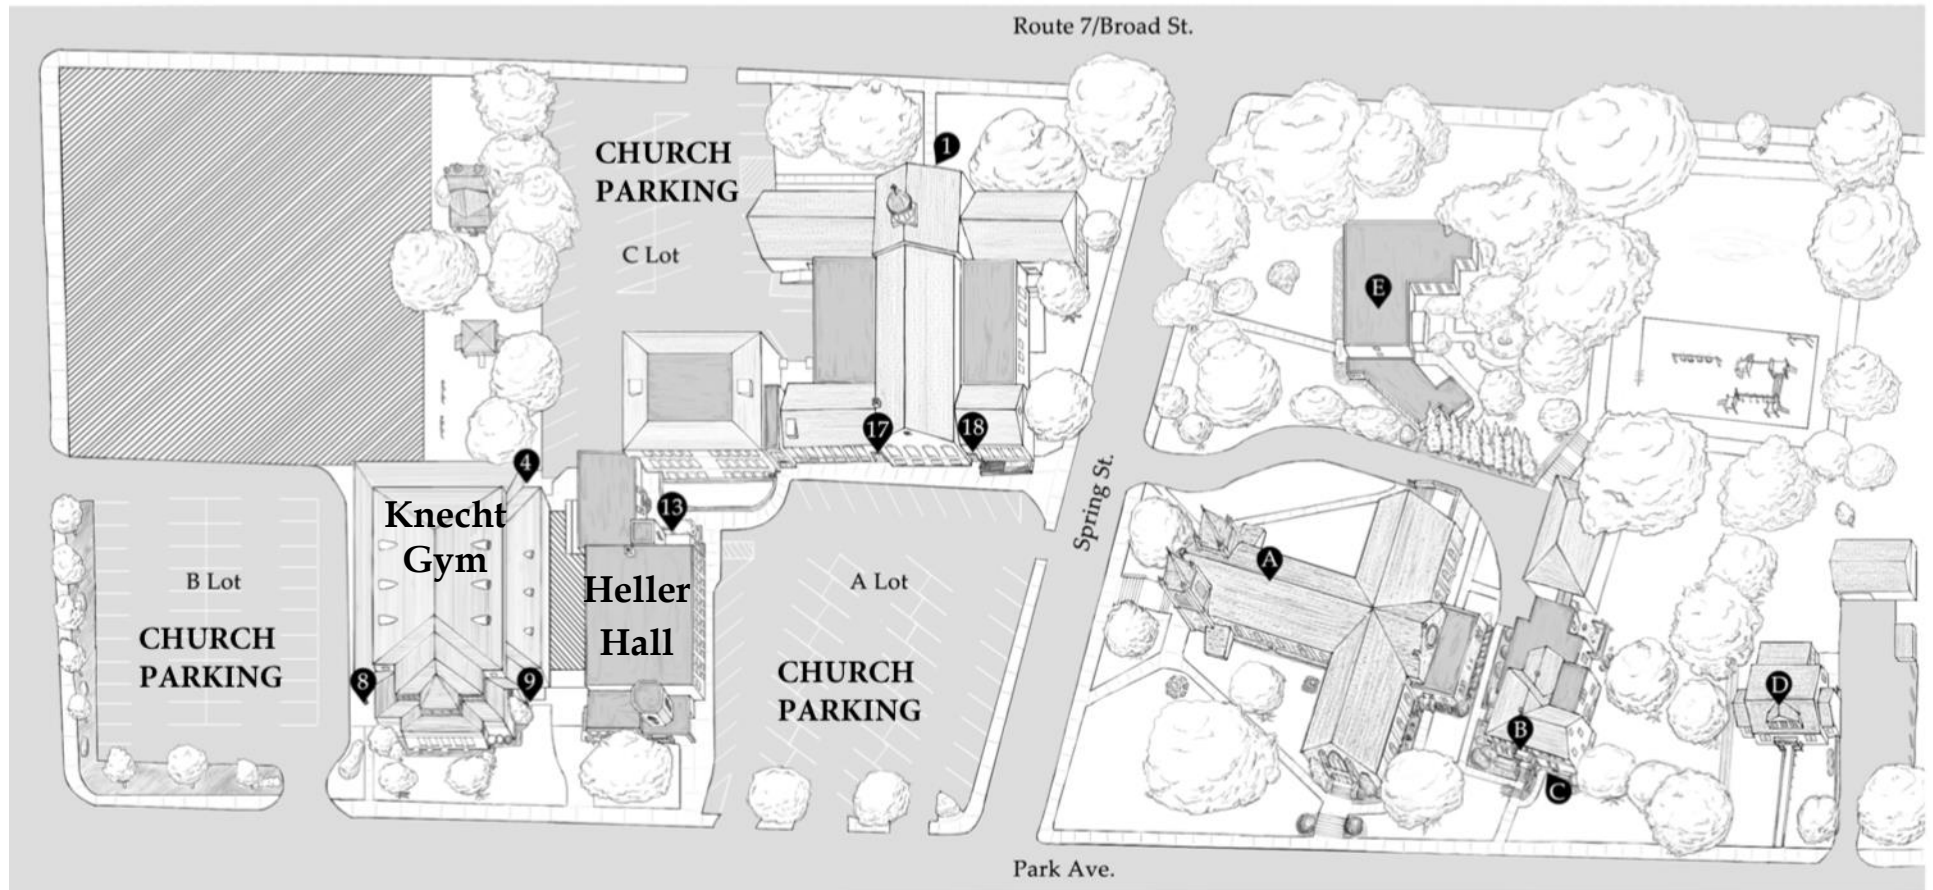 Route 7/Broad St.
1
CHURCH
PARKING
C Lot
E
17
18
4
Knecht
Gym
13
Spring St.
A
B Lot
Heller
Hall
A Lot
CHURCH
PARKING
CHURCH
PARKING
8
9
D
B
C
Park Ave.